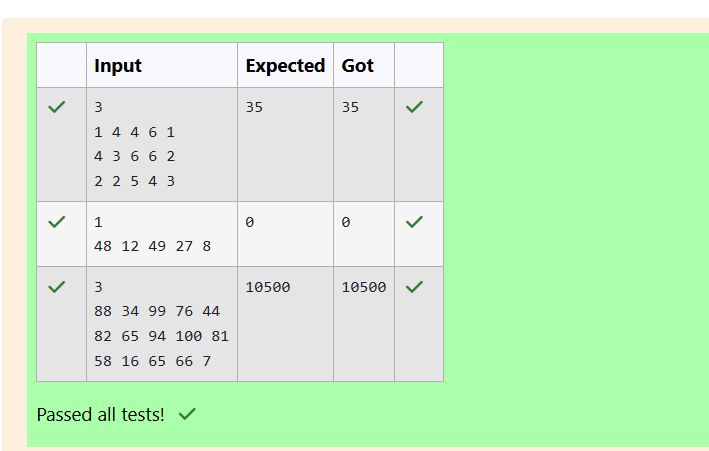 Input Expected Got
3 35 35
1 4 4 6 1
4 3 6 6 2
2 2 5 4 3
1 0 0
48 12 49 27 8
3 10500 10500
88 34 99 76 44
82 65 94 100 81
58 16 65 66 7
Passed all tests!